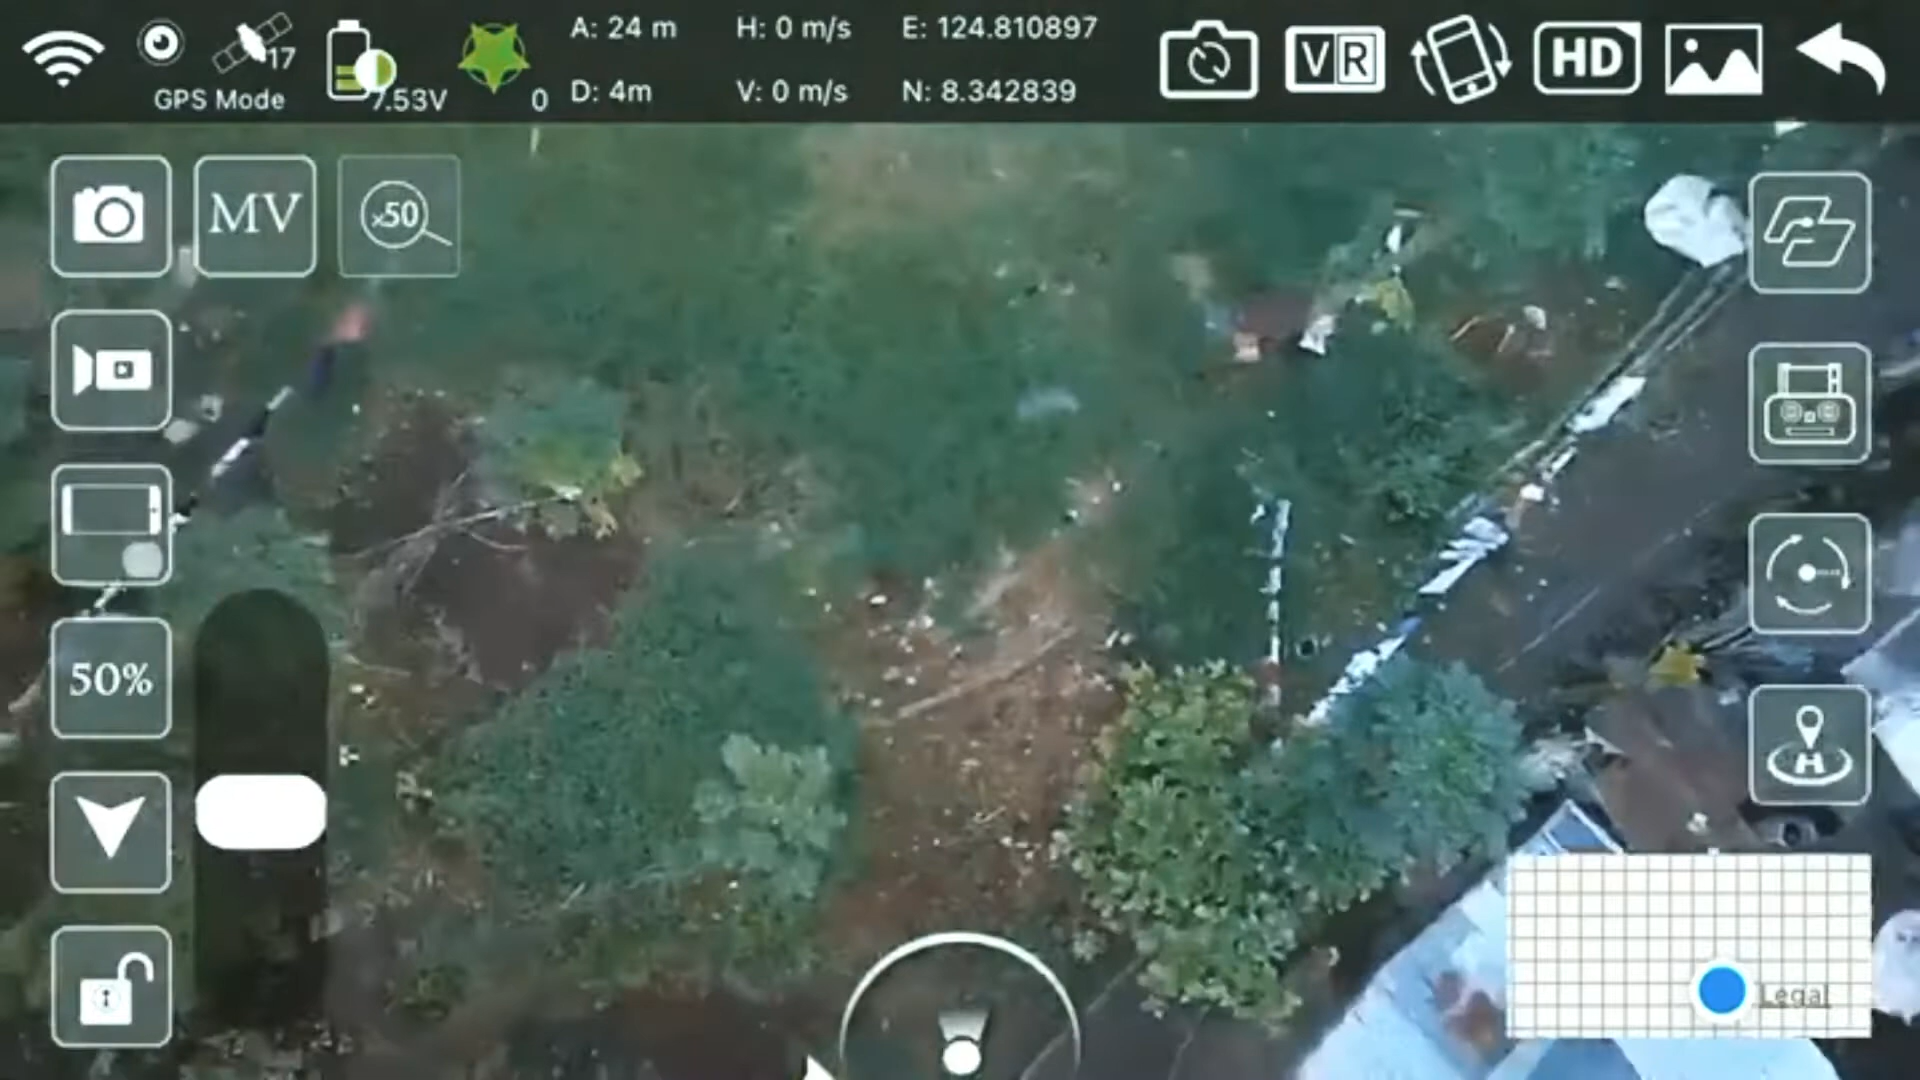 17
GPS Mode
7.53V
0
A: 24 m
H: 0 m/s
E: 124.810897
D: 4m
V: 0 m/s
N: 8.342839
VR
HD
MV
x50
50%
H
Legal